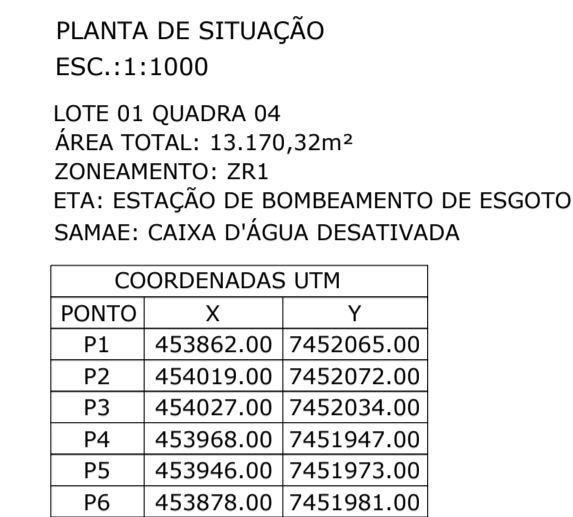 PLANTA DE SITUAÇÃO
ESC.:1:1000
LOTE 01 QUADRA 04
ÁREA TOTAL: 13.170,32m²
ZONEAMENTO: ZR1
ETA: ESTAÇÃO DE BOMBEAMENTO DE ESGOTO
SAMAE: CAIXA D'ÁGUA DESATIVADA
COORDENADAS UTM
PONTO X Y
P1 453862.00 7452065.00
P2 454019.00 7452072.00
P3 454027.00 7452034.00
P4 453968.00 7451947.00
P5 453946.00 7451973.00
P6 453878.00 7451981.00